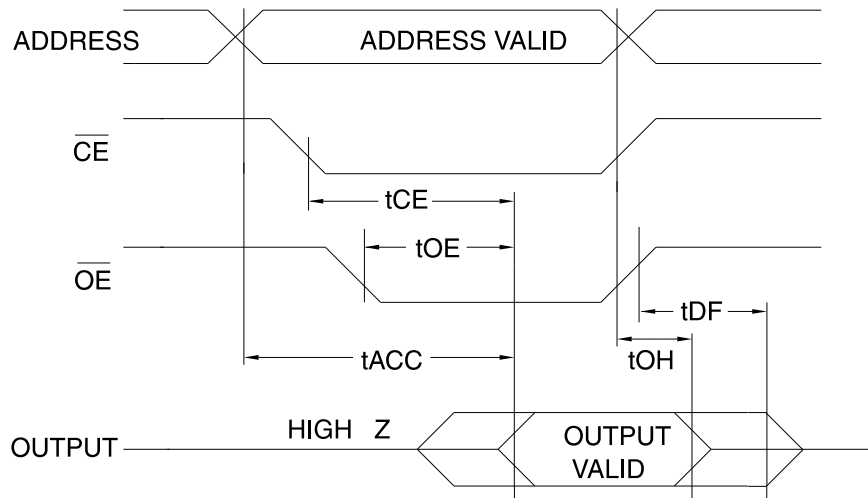 ADDRESS
ADDRESS VALID
CE
tCE
tOE
OE
tDF
tACC
tOH
HIGH Z
OUTPUT
OUTPUT
VALID